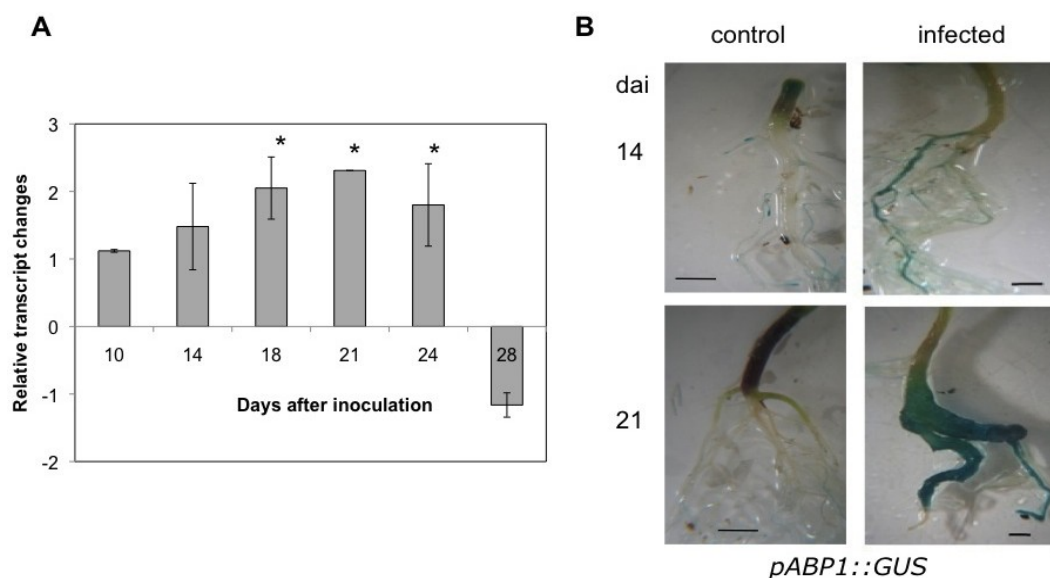 A
3
2
1
0
-1
-2
Relative transcript changes
* * *
10 14 18 21 24 28
Days after inoculation
B
control infected
dai
14
21
pABP1::GUS